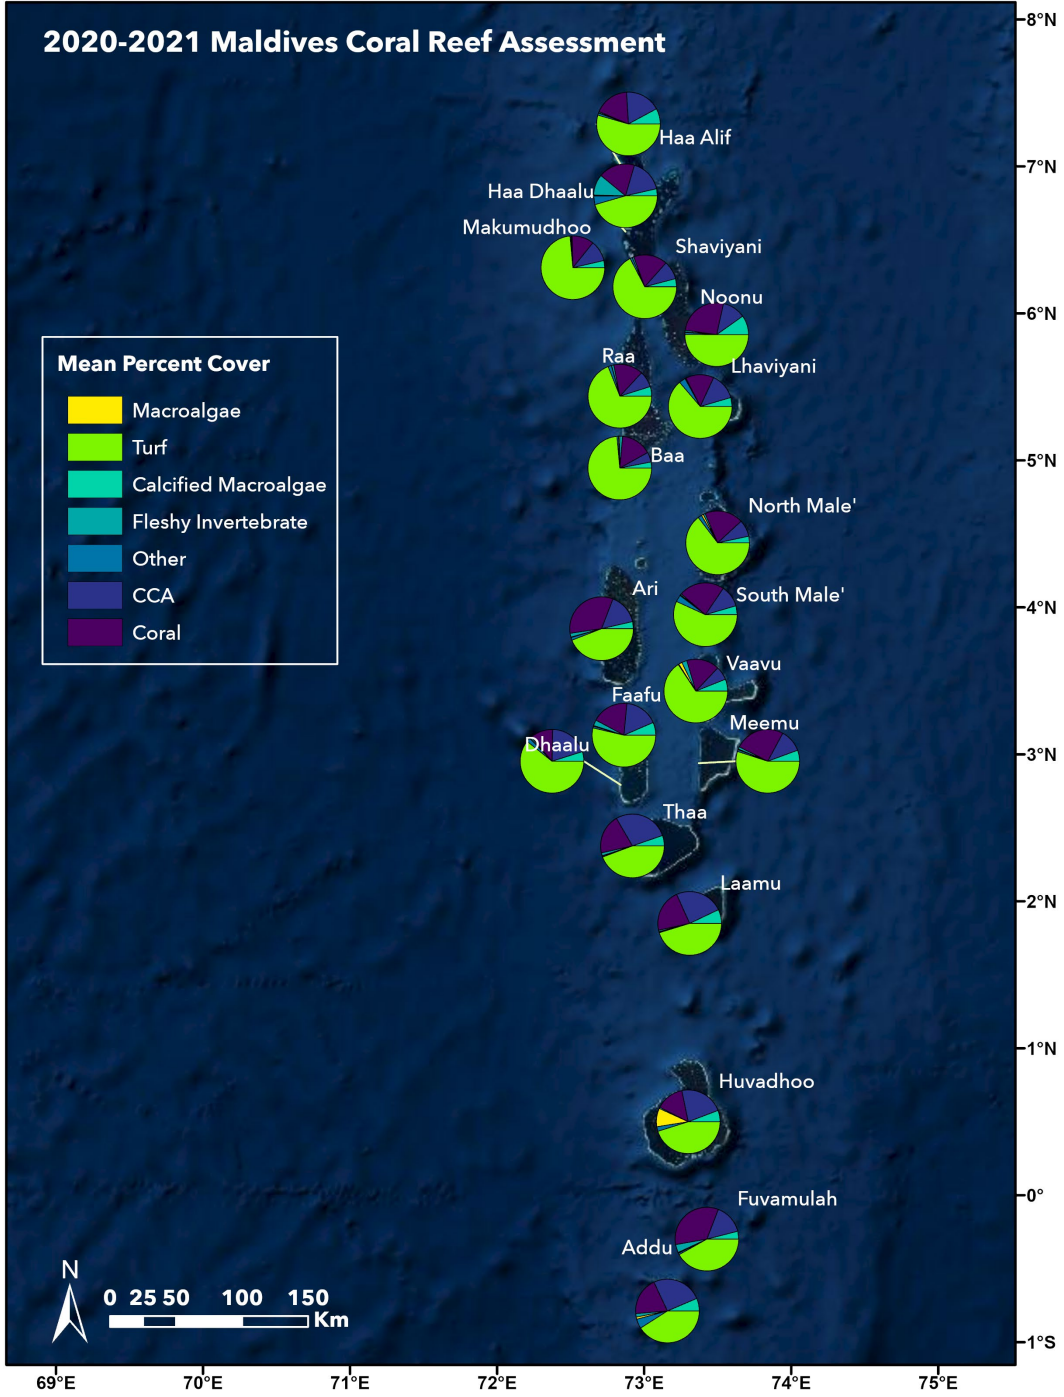 2020-2021 Maldives Coral Reef Assessment
8°N
Haa Alif
7°N
Haa Dhaalu
Makumudhoo
Shaviyani
Noonu
6°N
Raa
Lhaviyani
Mean Percent Cover
Macroalgae
Turf
Calcified Macroalgae
Fleshy Invertebrate
Other
CCA
Coral
Baa
5°N
North Male'
Ari
South Male'
4°N
Vaavu
Faafu
Meemu
Dhaalu
3°N
Thaa
Laamu
2°N
1°N
Huvadhoo
0°
Fuvamulah
Addu
N
0 25 50 100 150
Km
1°S
69°E 70°E 71°E 72°E 73°E 74°E 75°E